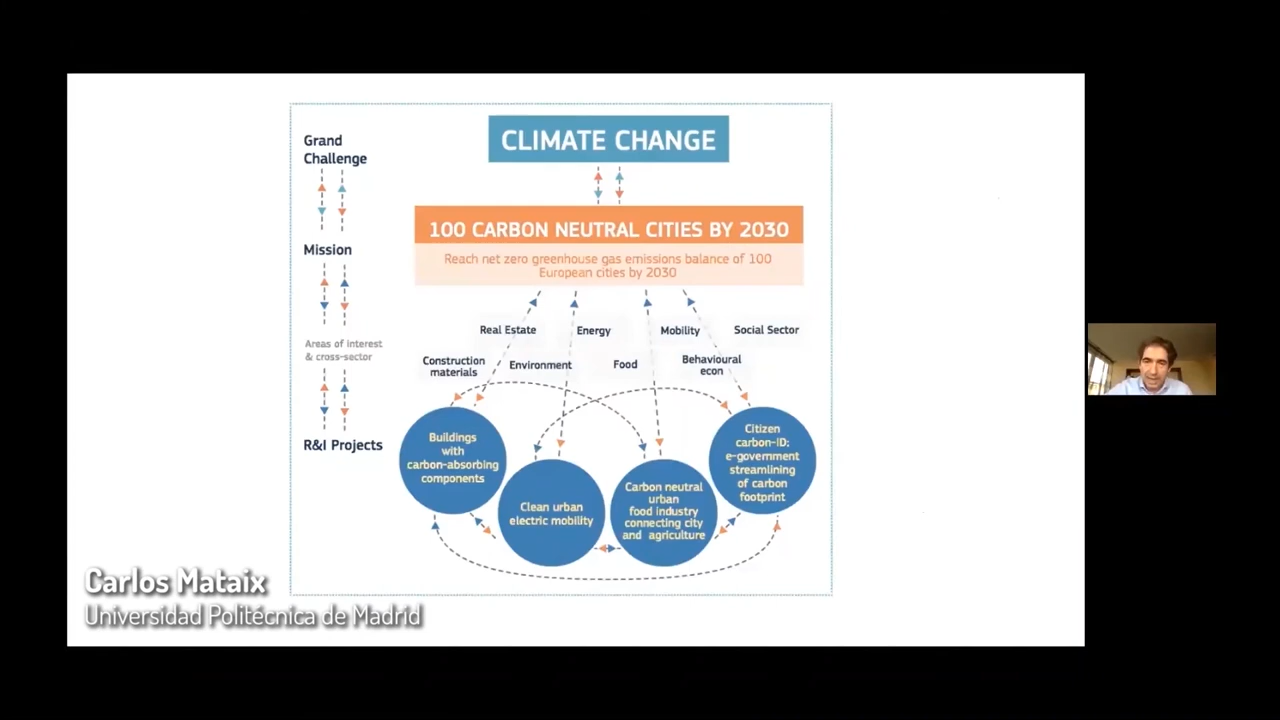 Grand
Challenge
CLIMATE CHANGE
100 CARBON NEUTRAL CITIES BY 2030
Mission
Reach net zero greenhouse gas emissions balance of 100
European cities by 2030
Real Estate
Energy
Mobility
Social Sector
Areas of interest
& cross-sector
Construction
materials
Environment
Food
Behavioural
econ
R&I Projects
Buildings
with
carbon-absorbing
components
Clean urban
electric mobility
Carbon neutral
urban
food industry
connecting city
and agriculture
Citizen
carbon-ID:
e-government
streamlining
of carbon
footprint
Carlos Mataix
Universidad Politécnica de Madrid